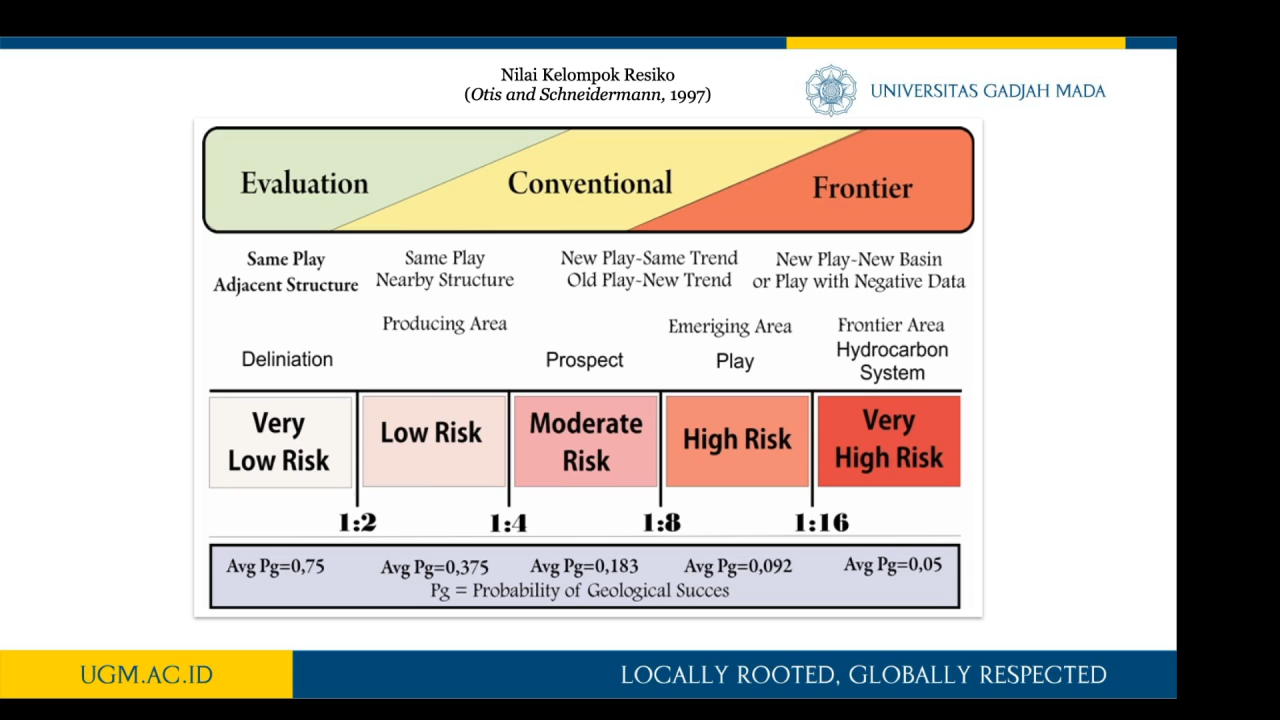 Nilai Kelompok Resiko
(Otis and Schneidermann, 1997)
UNIVERSITAS GADJAH MADA
Evaluation
Conventional
Frontier
Same Play
Adjacent Structure
Same Play
Nearby Structure
New Play-Same Trend
Old Play-New Trend
New Play-New Basin
or Play with Negative Data
Producing Area
Emeriging Area
Frontier Area
Deliniation
Prospect
Play
Hydrocarbon
System
Very
Low Risk
Low Risk
Moderate
Risk
High Risk
Very
High Risk
1:2
1:4
1:8
1:16
Avg Pg=0,75
Avg Pg=0,375
Avg Pg=0,183
Avg Pg=0,092
Avg Pg=0,05
Pg = Probability of Geological Succes
UGM.AC.ID
LOCALLY ROOTED, GLOBALLY RESPECTED